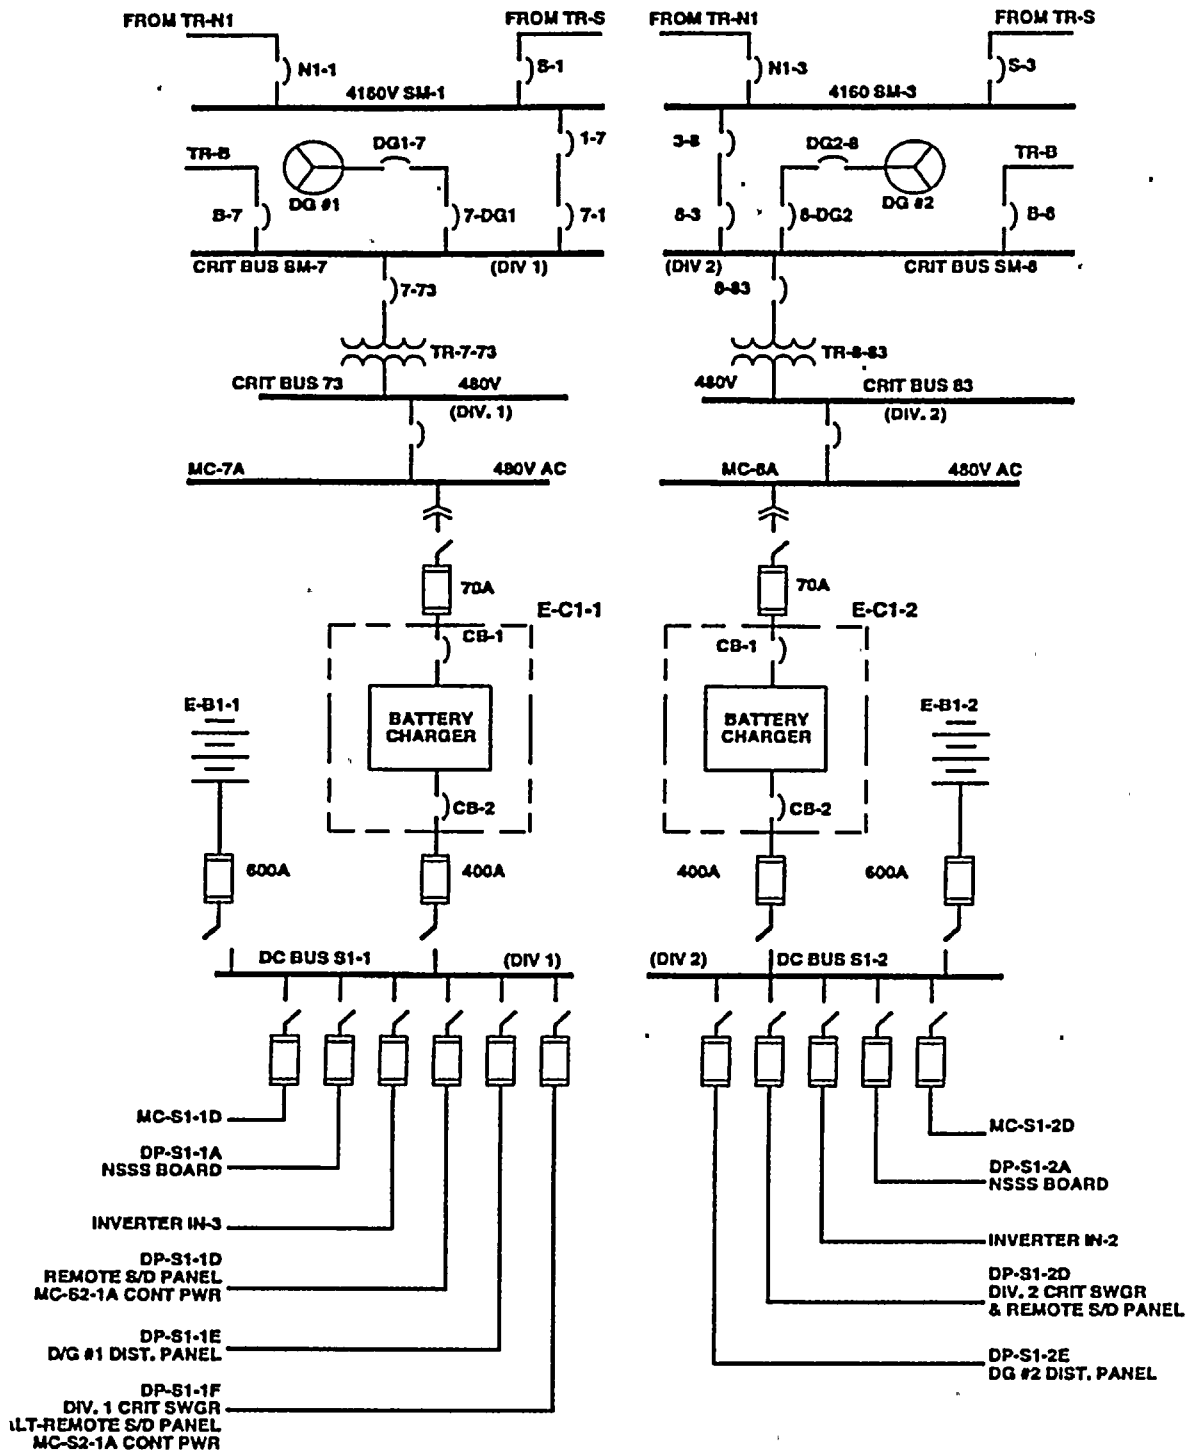 FROM TR-N1
FROM TR-S
FROM TR-N1
FROM TR-S
N1-1
S-1
N1-3
S-3
4160V SM-1
4160 SM-3
DG1-7
1-7
3-8
DG2-8
TR-B
TR-B
DG #1
DG #2
B-7
7-DG1
7-1
8-3
8-DG2
B-8
CRIT BUS SM-7
(DIV 1)
(DIV 2)
CRIT BUS SM-8
7-73
8-83
TR-7-73
TR-8-83
CRIT BUS 73
480V
480V
CRIT BUS 83
(DIV. 1)
(DIV. 2)
MC-7A
480V AC
MC-8A
480V AC
70A
70A
E-C1-1
E-C1-2
CB-1
CB-1
E-B1-1
BATTERY
CHARGER
BATTERY
CHARGER
E-B1-2
CB-2
CB-2
600A
400A
400A
600A
DC BUS S1-1
(DIV 1)
(DIV 2)
DC BUS S1-2
MC-S1-1D
DP-S1-1A
NSSS BOARD
INVERTER IN-3
DP-S1-1D
REMOTE S/D PANEL
MC-S2-1A CONT PWR
DP-S1-1E
D/G #1 DIST. PANEL
DP-S1-1F
DIV. 1 CRIT SWGR
ALT-REMOTE S/D PANEL
MC-S2-1A CONT PWR
MC-S1-2D
DP-S1-2A
NSSS BOARD
INVERTER IN-2
DP-S1-2D
DIV. 2 CRIT SWGR
& REMOTE S/D PANEL
DP-S1-2E
DG #2 DIST. PANEL